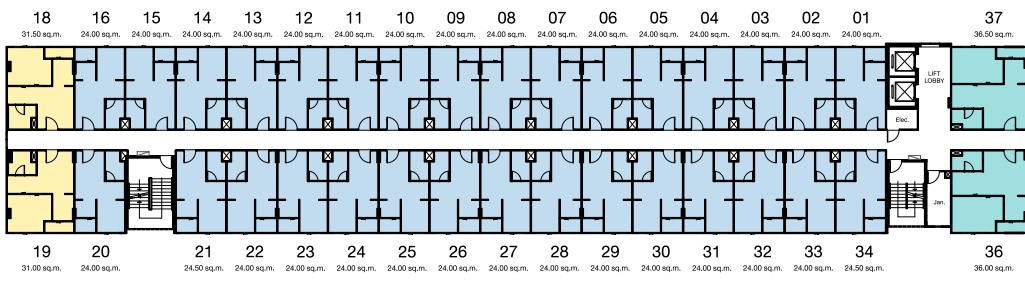 18 16 15 14 13 12 11 10 09 08 07 06 05 04 03 02 01 37
31.50 sq.m. 24.00 sq.m. 24.00 sq.m. 24.00 sq.m. 24.00 sq.m. 24.00 sq.m. 24.00 sq.m. 24.00 sq.m. 24.00 sq.m. 24.00 sq.m. 24.00 sq.m. 24.00 sq.m. 24.00 sq.m. 24.00 sq.m. 24.00 sq.m. 24.00 sq.m. 24.00 sq.m. 36.50 sq.m.
LIFT
LOBBY
Elec.
Jan.
19 20 21 22 23 24 25 26 27 28 29 30 31 32 33 34 36
31.00 sq.m. 24.00 sq.m. 24.50 sq.m. 24.00 sq.m. 24.00 sq.m. 24.00 sq.m. 24.00 sq.m. 24.00 sq.m. 24.00 sq.m. 24.00 sq.m. 24.00 sq.m. 24.00 sq.m. 24.00 sq.m. 24.00 sq.m. 24.00 sq.m. 24.50 sq.m. 36.00 sq.m.